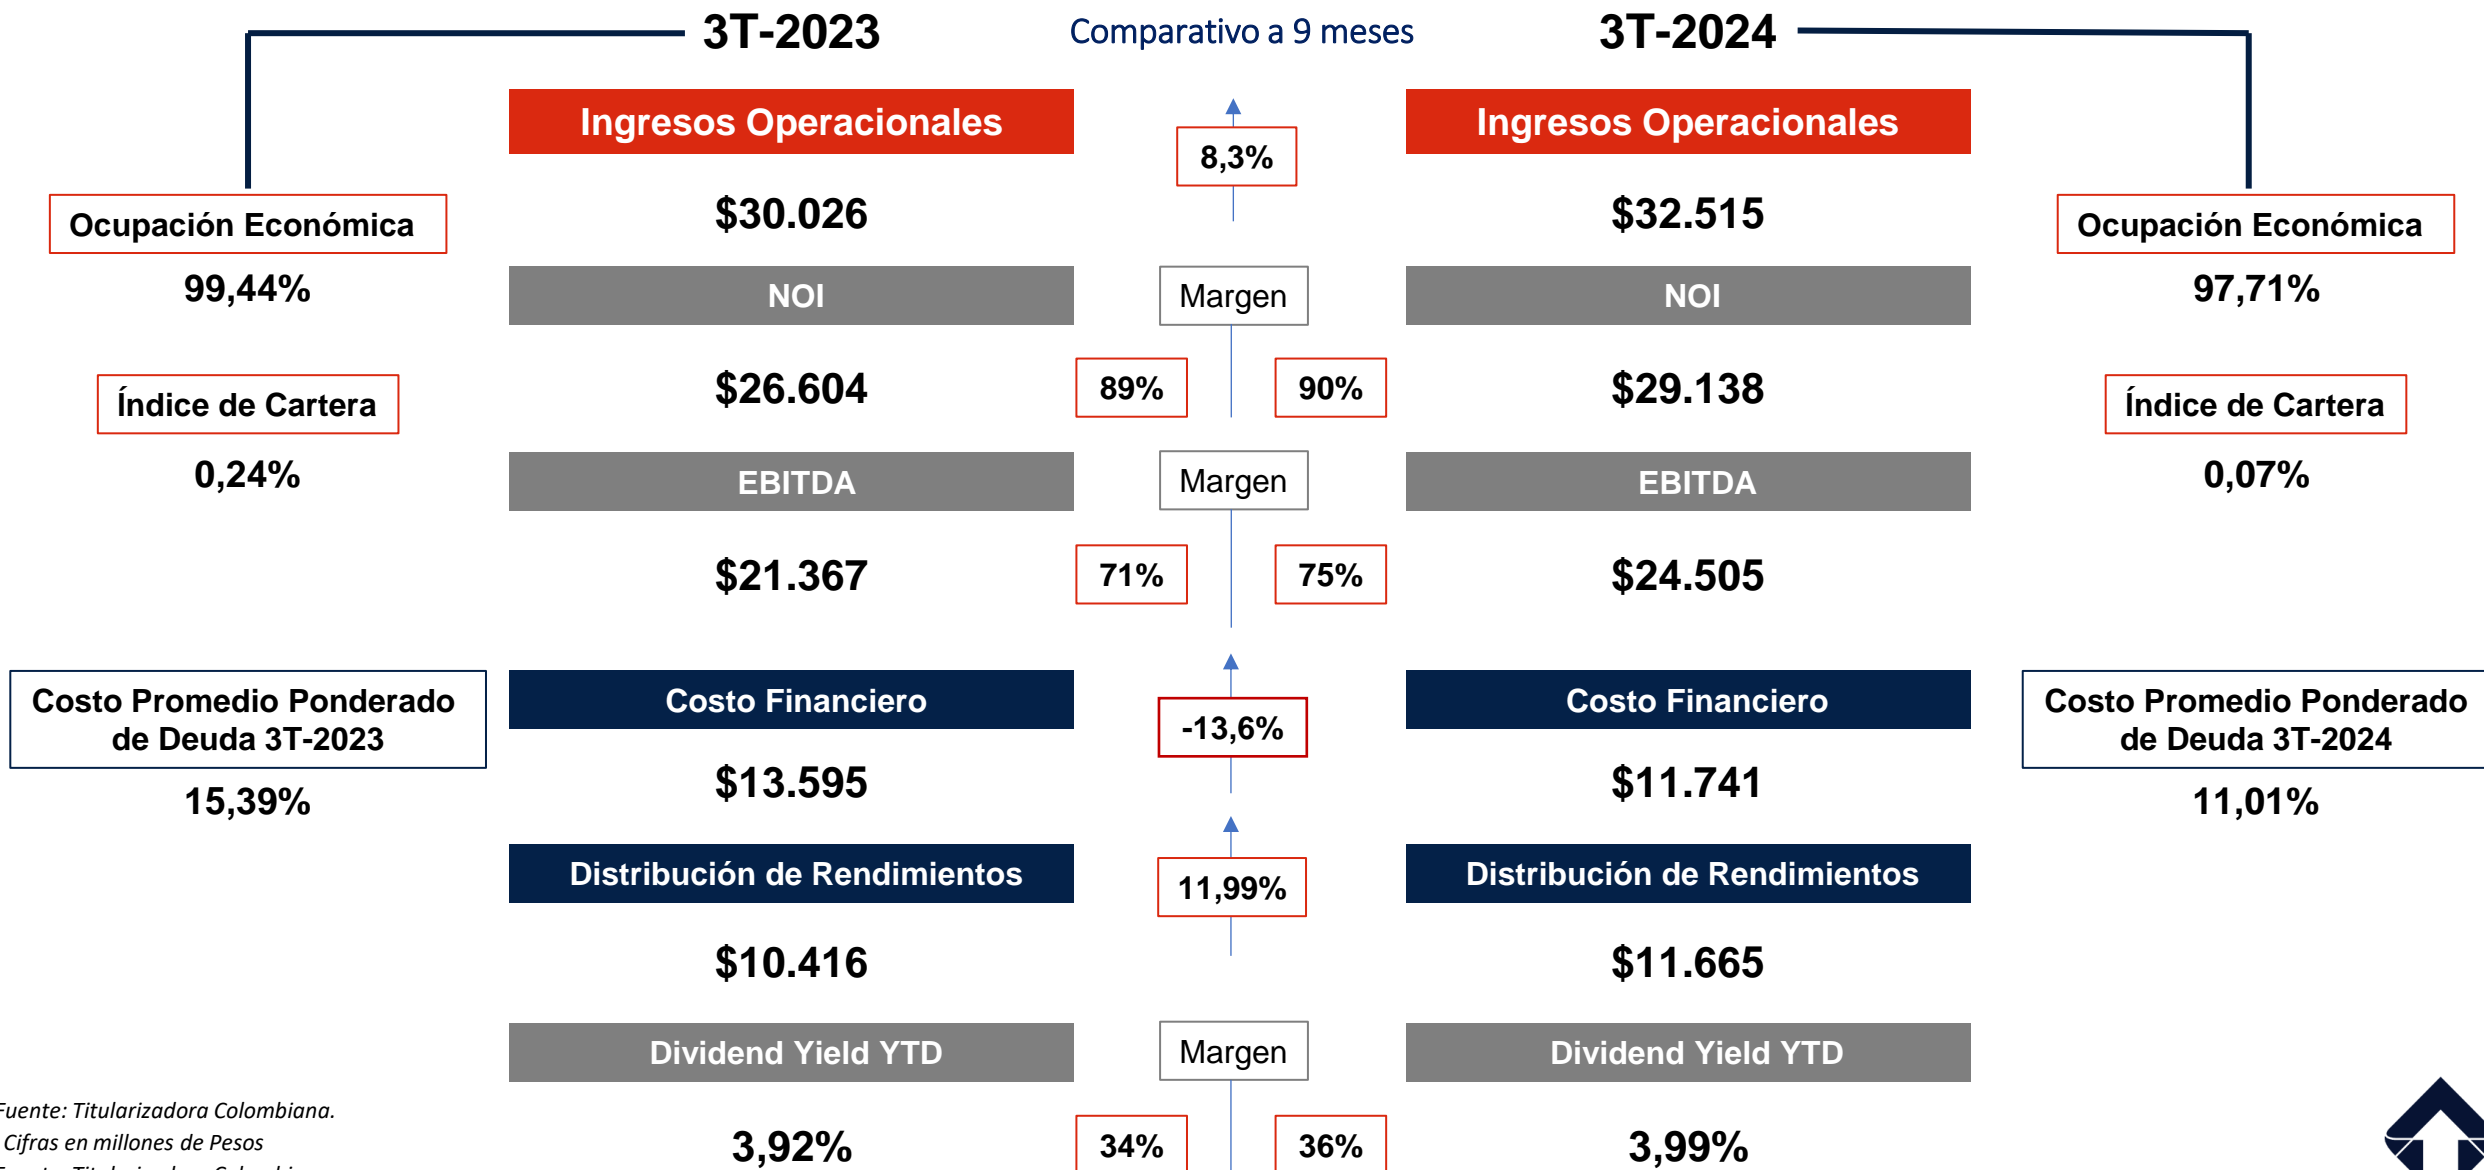 3T-2023
Comparativo a 9 meses
3T-2024
Ingresos Operacionales
8,3%
Ingresos Operacionales
Ocupación Económica
$30.026
$32.515
Ocupación Económica
99,44%
NOI
Margen
NOI
97,71%
Índice de Cartera
$26.604
89%
90%
$29.138
Índice de Cartera
0,24%
EBITDA
Margen
EBITDA
0,07%
$21.367
71%
75%
$24.505
Costo Promedio Ponderado
de Deuda 3T-2023
Costo Financiero
-13,6%
Costo Financiero
Costo Promedio Ponderado
de Deuda 3T-2024
15,39%
$13.595
$11.741
11,01%
Distribución de Rendimientos
11,99%
Distribución de Rendimientos
$10.416
$11.665
Dividend Yield YTD
Margen
Dividend Yield YTD
Fuente: Titularizadora Colombiana.
Cifras en millones de Pesos
3,92%
34%
36%
3,99%